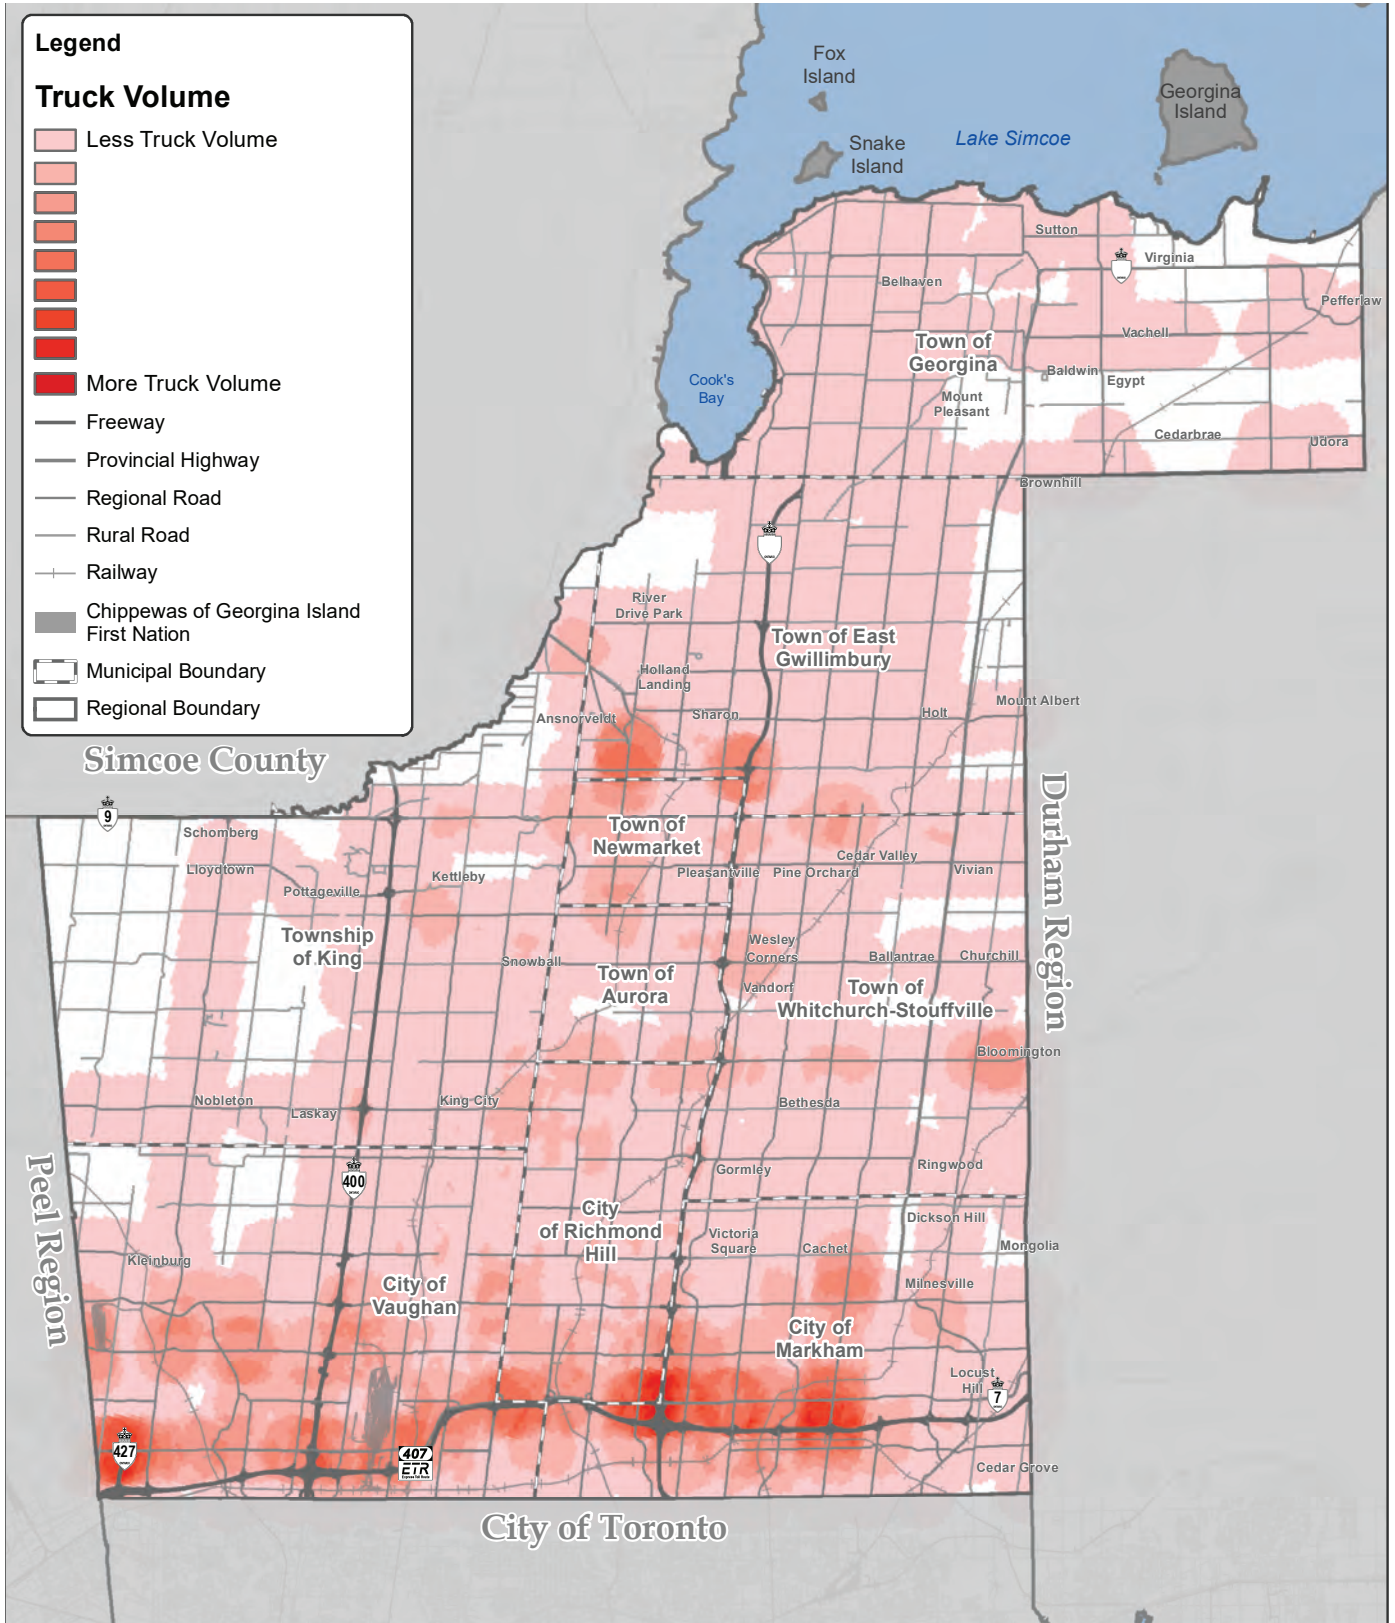 Legend
Truck Volume
Less Truck Volume
More Truck Volume
Freeway
Provincial Highway
Regional Road
Rural Road
Railway
Chippewas of Georgina Island
First Nation
Municipal Boundary
Regional Boundary
Fox
Island
Snake
Island
Lake Simcoe
Georgina
Island
Cook's
Bay
Sutton
Virginia
Belhaven
Pefferlaw
Town of
Georgina
Vachell
Baldwin
Egypt
Mount
Pleasant
Cedarbrae
Udora
Brownhill
River
Drive Park
Town of East
Gwillimbury
Holland
Landing
Mount Albert
Ansnorveldt
Sharon
Holt
Simcoe County
Durham Region
9
Schomberg
Lloydtown
Pottageville
Kettleby
Town of
Newmarket
Pleasantville
Pine Orchard
Cedar Valley
Vivian
Township
of King
Snowball
Town of
Aurora
Wesley
Corners
Vandorf
Ballantrae
Churchill
Town of
Whitchurch-Stouffville
Bloomington
Nobleton
Laskay
King City
Bethesda
Peel Region
400
Gormley
Ringwood
City
of Richmond
Hill
Victoria
Square
Cachet
Dickson Hill
Mongolia
Kleinburg
City of
Vaughan
Milnesville
City of
Markham
Locust
Hill
7
427
407
ETR
Cedar Grove
City of Toronto